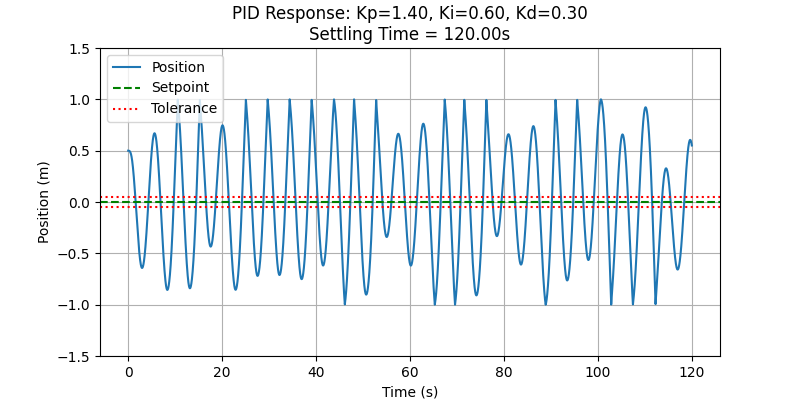 PID Response: Kp=1.40, Ki=0.60, Kd=0.30
Settling Time = 120.00s
Position
Setpoint
Tolerance
1.5
1.0
0.5
0.0
−0.5
−1.0
−1.5
Position (m)
0
20
40
60
80
100
120
Time (s)